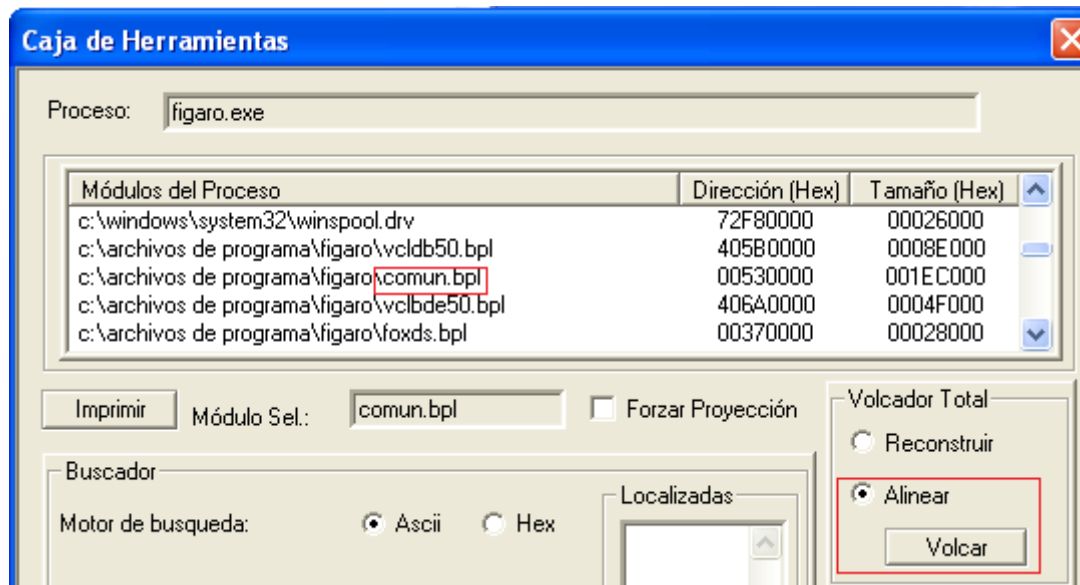 Caja de Herramientas
Proceso: figaro.exe
Módulos del Proceso Dirección (Hex) Tamaño (Hex)
c:\windows\system32\winspool.drv 72F80000 00026000
c:\archivos de programa\figaro\vcldb50.bpl 405B0000 0008E000
c:\archivos de programa\figaro\comun.bpl 00530000 001EC000
c:\archivos de programa\figaro\vclbde50.bpl 406A0000 0004F000
c:\archivos de programa\figaro\foxds.bpl 00370000 00028000
Imprimir Módulo Sel.: comun.bpl Forzar Proyección
Volcador Total
Reconstruir
Alinear
Volcar
Buscador
Motor de busqueda: Ascii Hex
Localizadas